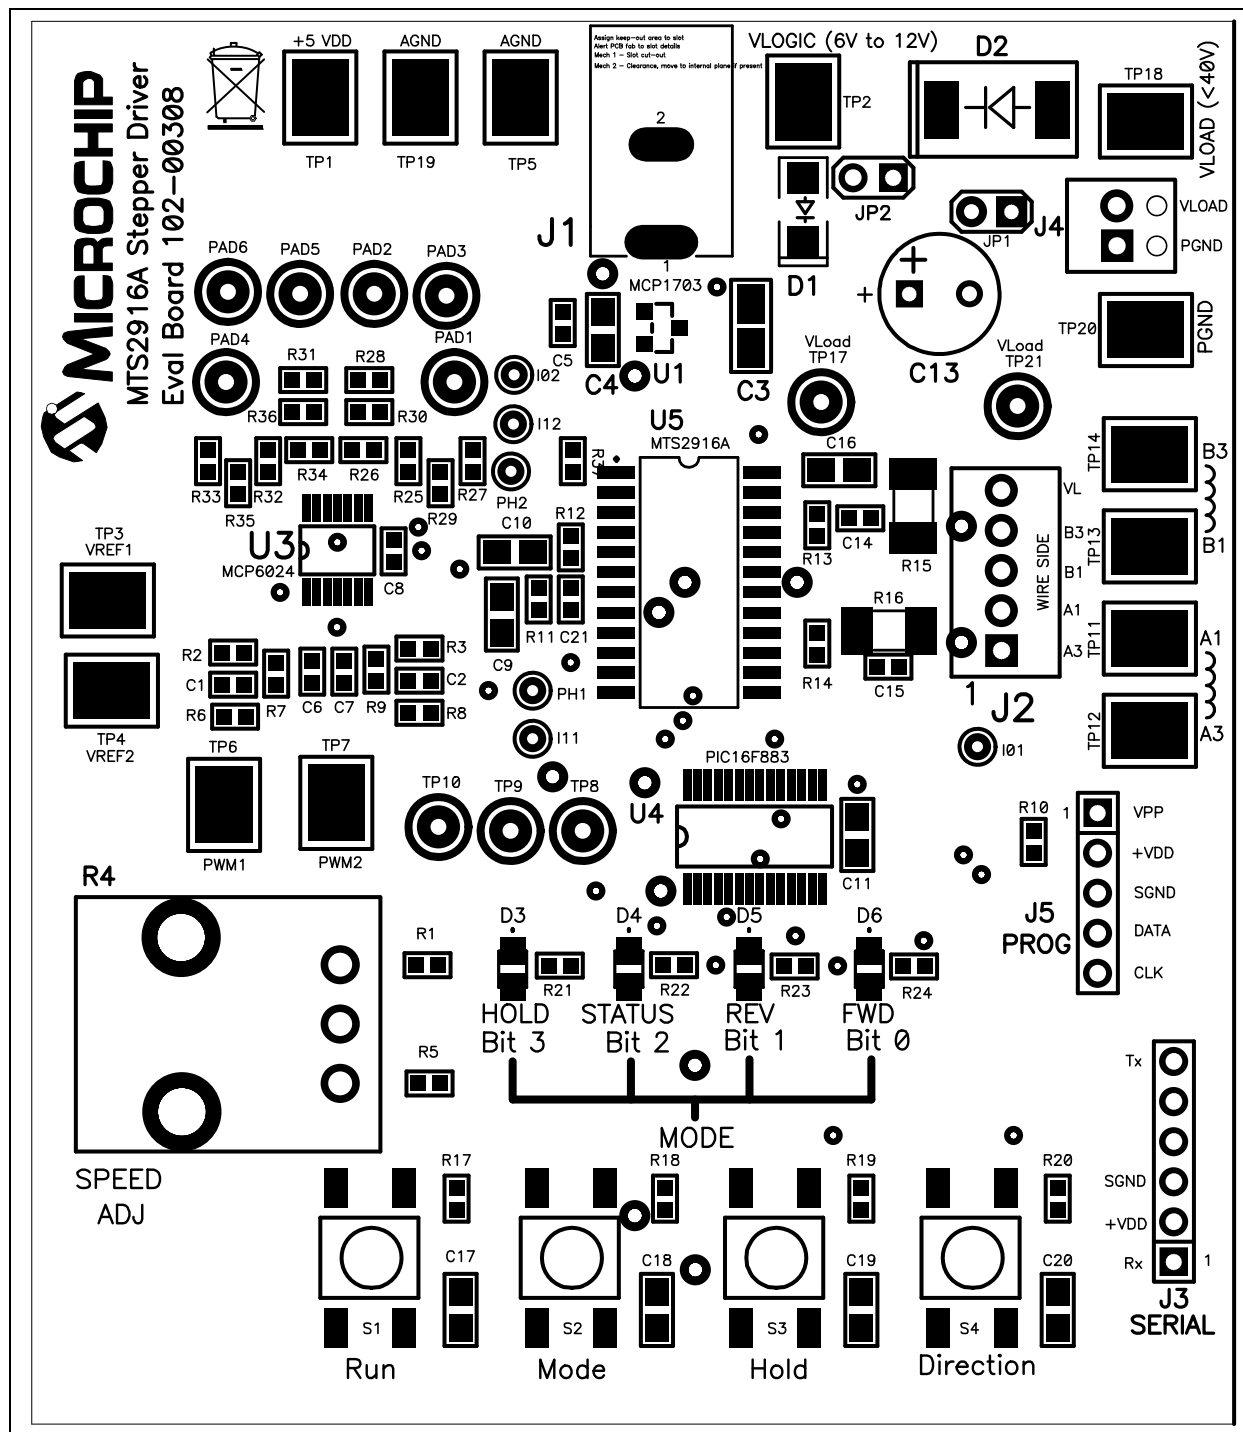 MICROCHIP
MTS2916A Stepper Driver
Eval Board 102-00308
+5 VDD
TP1
AGND
TP19
AGND
TP5
Assign keep-out area to slot
Alert PCB fab to slot details
Mech 1 - Slot cut-out
Mech 2 - Clearance, move to internal plane if present
2
1
J1
VLOGIC (6V to 12V)
TP2
D2
TP18
VLOAD (<40V)
JP2
JP1
J4
VLOAD
PGND
D1
TP20
PGND
+
C13
PAD6
PAD5
PAD2
PAD3
PAD4
PAD1
MCP1703
C5
C4
U1
C3
VLoad
TP17
VLoad
TP21
R31
R28
R36
R30
I02
I12
PH2
R33
R35
R32
R34
R26
R25
R29
R27
R37
U5
MTS2916A
C16
TP14
B3
TP13
B1
TP11
A1
TP12
A3
VL
B3
B1
A1
A3
WIRE SIDE
1
J2
U3
MCP6024
C8
C10
R12
C9
R11
C21
R13
C14
R15
R16
R14
C15
TP3
VREF1
TP4
VREF2
R2
C1
R6
R7
C6
C7
R9
R3
C2
R8
PH1
I11
I01
TP6
PWM1
TP7
PWM2
TP10
TP9
TP8
PIC16F883
U4
C11
R10
1
VPP
+VDD
SGND
DATA
CLK
J5
PROG
R4
R1
R5
SPEED
ADJ
D3
R21
D4
R22
D5
R23
D6
R24
HOLD
Bit 3
STATUS
Bit 2
REV
Bit 1
FWD
Bit 0
MODE
Tx
SGND
+VDD
Rx
1
J3
SERIAL
R17
C17
S1
Run
R18
C18
S2
Mode
R19
C19
S3
Hold
R20
C20
S4
Direction